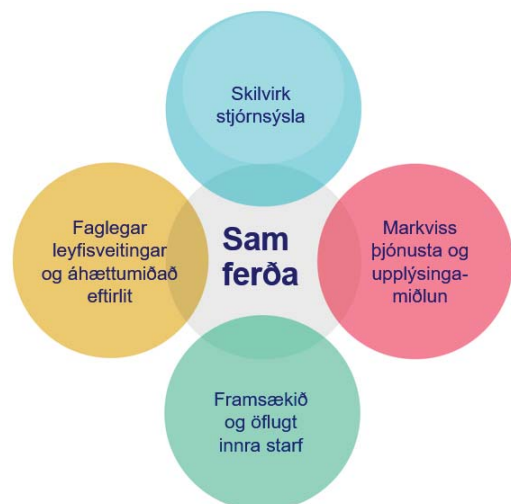 Skilvirk
stjórnsýsla
Faglegar
leyfisveitingar
og áhættumiðað
eftirlit
Sam
ferða
Markviss
þjónusta og
upplýsinga-
miðlun
Framsækið
og öflugt
innra starf